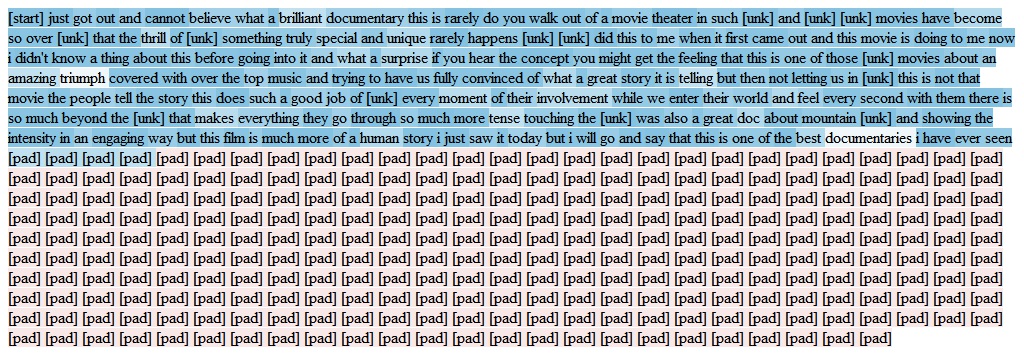 [start] just got out and cannot believe what a brilliant documentary this is rarely do you walk out of a movie theater in such [unk] and [unk] [unk] movies have become
so over [unk] that the thrill of [unk] something truly special and unique rarely happens [unk] [unk] did this to me when it first came out and this movie is doing to me now
i didn't know a thing about this before going into it and what a surprise if you hear the concept you might get the feeling that this is one of those [unk] movies about an
amazing triumph covered with over the top music and trying to have us fully convinced of what a great story it is telling but then not letting us in [unk] this is not that
movie the people tell the story this does such a good job of [unk] every moment of their involvement while we enter their world and feel every second with them there is
so much beyond the [unk] that makes everything they go through so much more tense touching the [unk] was also a great doc about mountain [unk] and showing the
intensity in an engaging way but this film is much more of a human story i just saw it today but i will go and say that this is one of the best documentaries i have ever seen
[pad] [pad] [pad] [pad] [pad] [pad] [pad] [pad] [pad] [pad] [pad] [pad] [pad] [pad] [pad] [pad] [pad] [pad] [pad] [pad] [pad] [pad] [pad] [pad] [pad] [pad] [pad]
[pad] [pad] [pad] [pad] [pad] [pad] [pad] [pad] [pad] [pad] [pad] [pad] [pad] [pad] [pad] [pad] [pad] [pad] [pad] [pad] [pad] [pad] [pad] [pad] [pad] [pad] [pad]
[pad] [pad] [pad] [pad] [pad] [pad] [pad] [pad] [pad] [pad] [pad] [pad] [pad] [pad] [pad] [pad] [pad] [pad] [pad] [pad] [pad] [pad] [pad] [pad] [pad] [pad] [pad]
[pad] [pad] [pad] [pad] [pad] [pad] [pad] [pad] [pad] [pad] [pad] [pad] [pad] [pad] [pad] [pad] [pad] [pad] [pad] [pad] [pad] [pad] [pad] [pad] [pad] [pad] [pad]
[pad] [pad] [pad] [pad] [pad] [pad] [pad] [pad] [pad] [pad] [pad] [pad] [pad] [pad] [pad] [pad] [pad] [pad] [pad] [pad] [pad] [pad] [pad] [pad] [pad] [pad] [pad]
[pad] [pad] [pad] [pad] [pad] [pad] [pad] [pad] [pad] [pad] [pad] [pad] [pad] [pad] [pad] [pad] [pad] [pad] [pad] [pad] [pad] [pad] [pad] [pad] [pad] [pad] [pad]
[pad] [pad] [pad] [pad] [pad] [pad] [pad] [pad] [pad] [pad] [pad] [pad] [pad] [pad] [pad] [pad] [pad] [pad] [pad] [pad] [pad] [pad] [pad] [pad] [pad] [pad] [pad]
[pad] [pad] [pad] [pad] [pad] [pad] [pad] [pad] [pad] [pad] [pad] [pad] [pad] [pad] [pad] [pad] [pad] [pad] [pad] [pad] [pad] [pad] [pad] [pad] [pad] [pad] [pad]
[pad] [pad] [pad] [pad] [pad] [pad] [pad] [pad] [pad] [pad] [pad] [pad] [pad] [pad] [pad] [pad] [pad] [pad] [pad] [pad] [pad] [pad] [pad] [pad] [pad] [pad] [pad]
[pad] [pad] [pad] [pad] [pad] [pad] [pad] [pad] [pad] [pad] [pad] [pad] [pad] [pad] [pad] [pad] [pad] [pad] [pad] [pad] [pad] [pad] [pad] [pad]